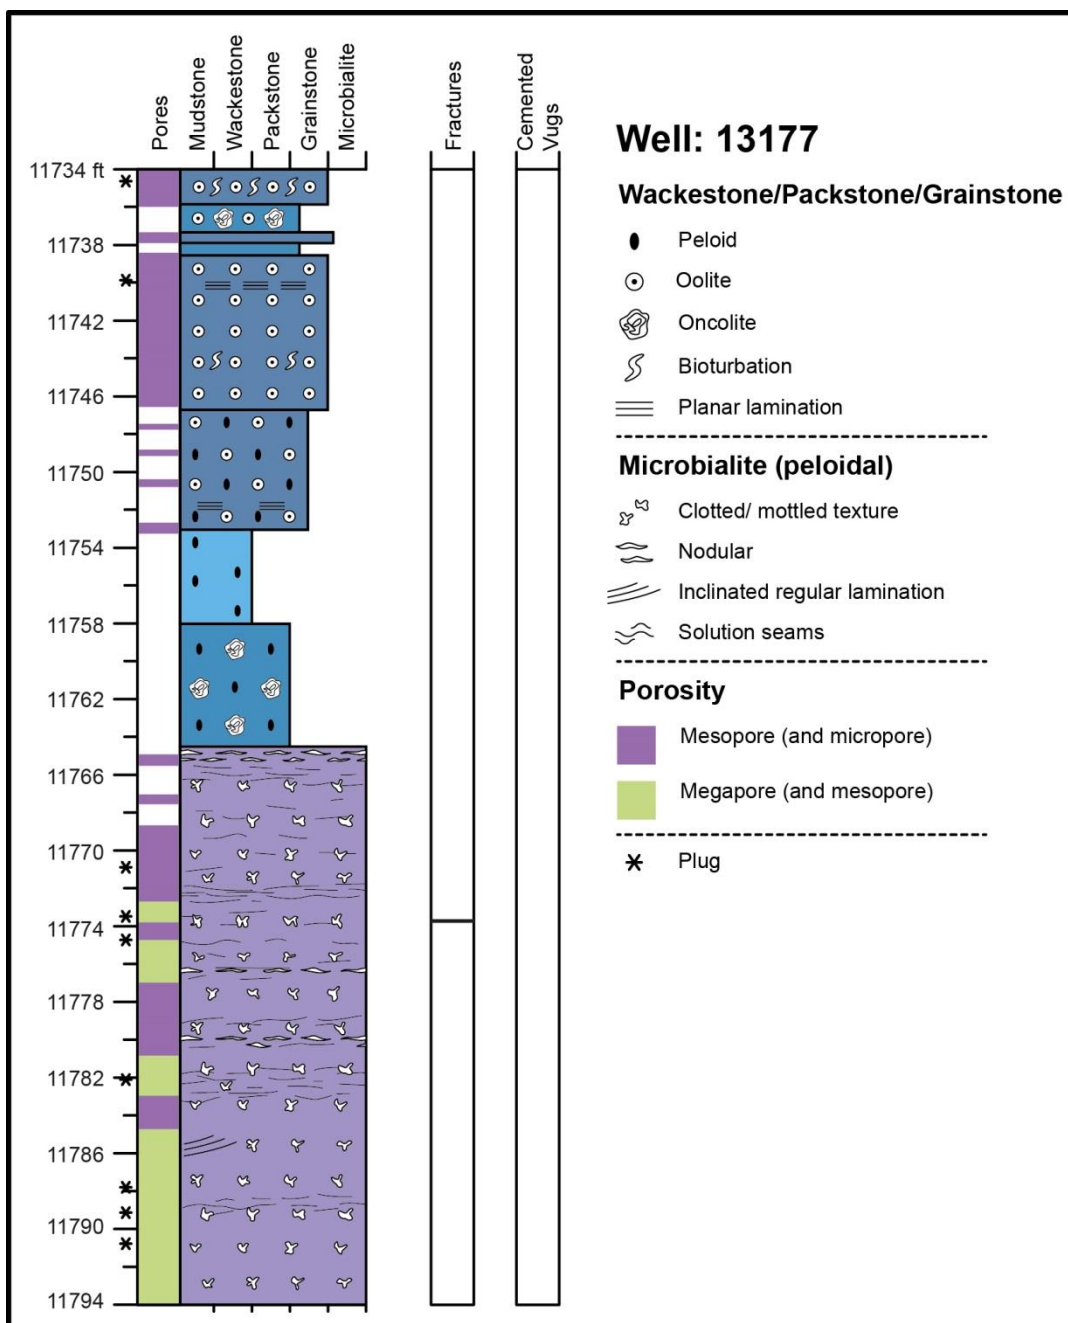 Pores
Mudstone
Wackestone
Packstone
Grainstone
Microbialite
Fractures
Cemented
Vugs
11734 ft
11738
11742
11746
11750
11754
11758
11762
11766
11770
11774
11778
11782
11786
11790
11794
Well: 13177
Wackestone/Packstone/Grainstone
Peloid
Oolite
Oncolite
Bioturbation
Planar lamination
Microbialite (peloidal)
Clotted/ mottled texture
Nodular
Inclinated regular lamination
Solution seams
Porosity
Mesopore (and micropore)
Megapore (and mesopore)
Plug